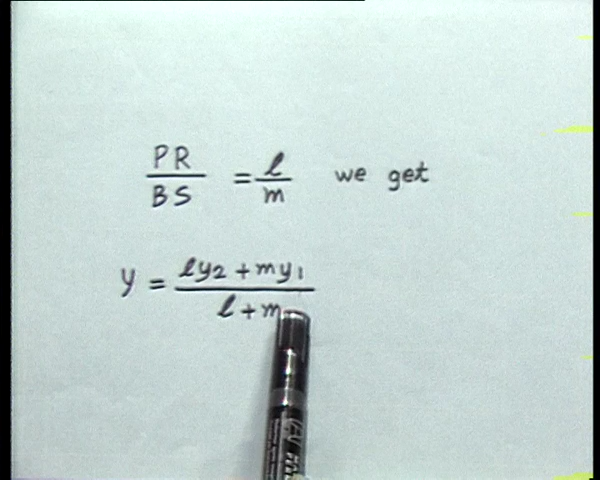 PR/BS = l/m we get
y = (ly₂ + my₁)/(l + m)